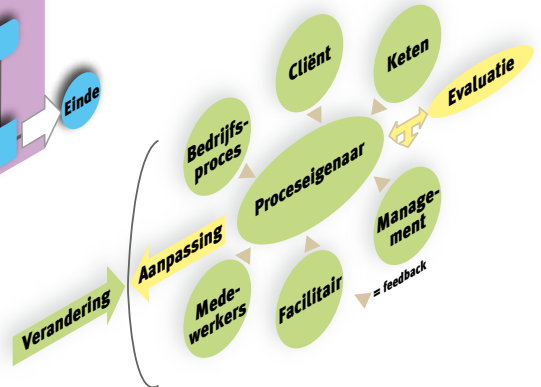 Einde
Cliënt
Keten
Evaluatie
Bedrijfs-
proces
Proceseigenaar
Manage-
ment
Aanpassing
Verandering
Mede-
werkers
Facilitair
= feedback